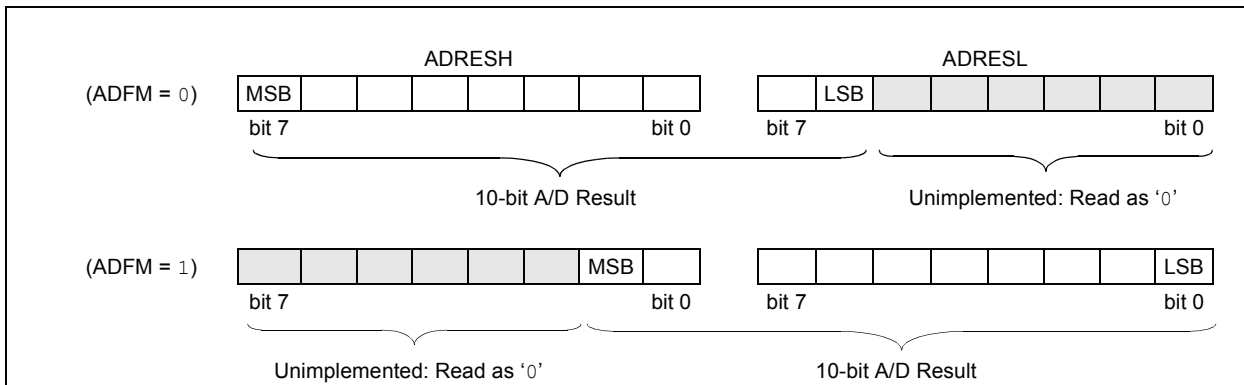 ADRESH ADRESL
(ADFM = 0) MSB LSB
bit 7 bit 0 bit 7 bit 0
10-bit A/D Result Unimplemented: Read as ‘0’
(ADFM = 1) MSB LSB
bit 7 bit 0 bit 7 bit 0
Unimplemented: Read as ‘0’ 10-bit A/D Result